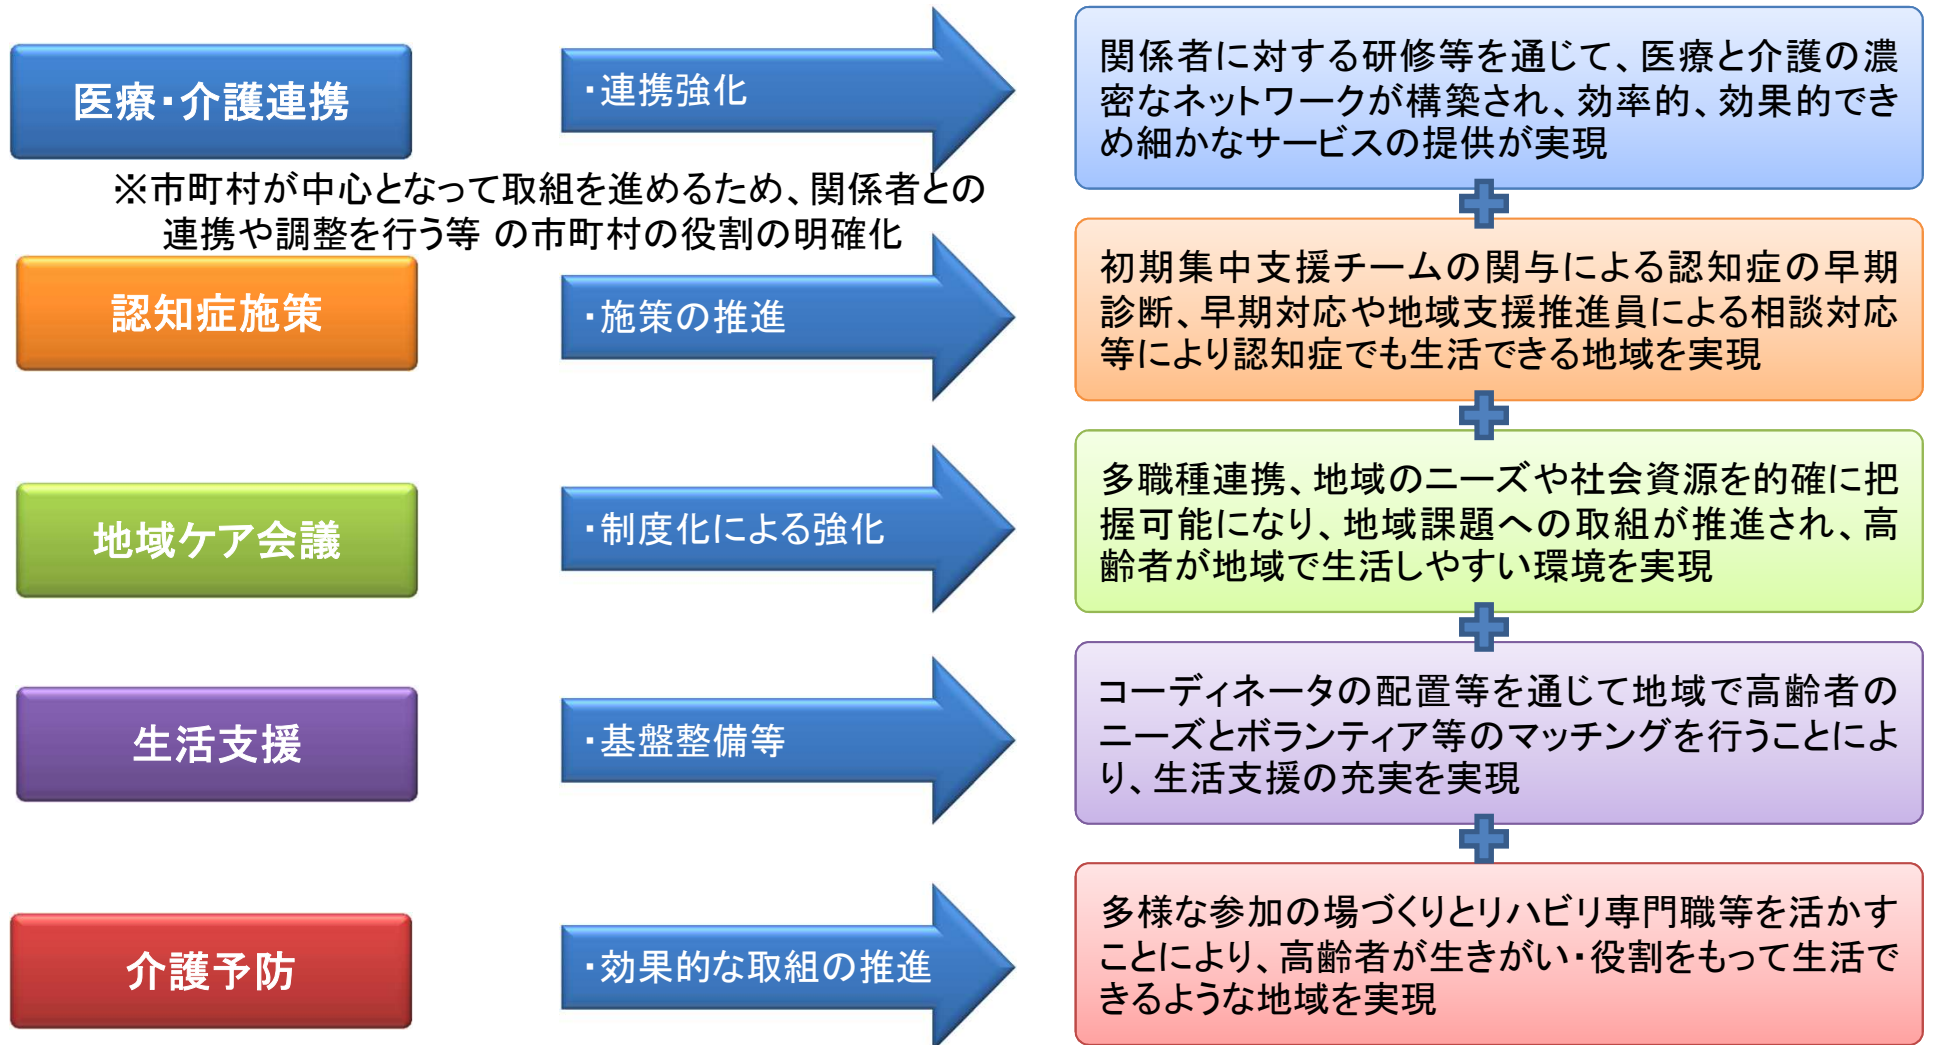 医療・介護連携
・連携強化
関係者に対する研修等を通じて、医療と介護の濃
密なネットワークが構築され、効率的、効果的でき
め細かなサービスの提供が実現
※市町村が中心となって取組を進めるため、関係者との
連携や調整を行う等 の市町村の役割の明確化
認知症施策
・施策の推進
初期集中支援チームの関与による認知症の早期
診断、早期対応や地域支援推進員による相談対応
等により認知症でも生活できる地域を実現
地域ケア会議
・制度化による強化
多職種連携、地域のニーズや社会資源を的確に把
握可能になり、地域課題への取組が推進され、高
齢者が地域で生活しやすい環境を実現
生活支援
・基盤整備等
コーディネータの配置等を通じて地域で高齢者の
ニーズとボランティア等のマッチングを行うことによ
り、生活支援の充実を実現
介護予防
・効果的な取組の推進
多様な参加の場づくりとリハビリ専門職等を活かす
ことにより、高齢者が生きがい・役割をもって生活で
きるような地域を実現